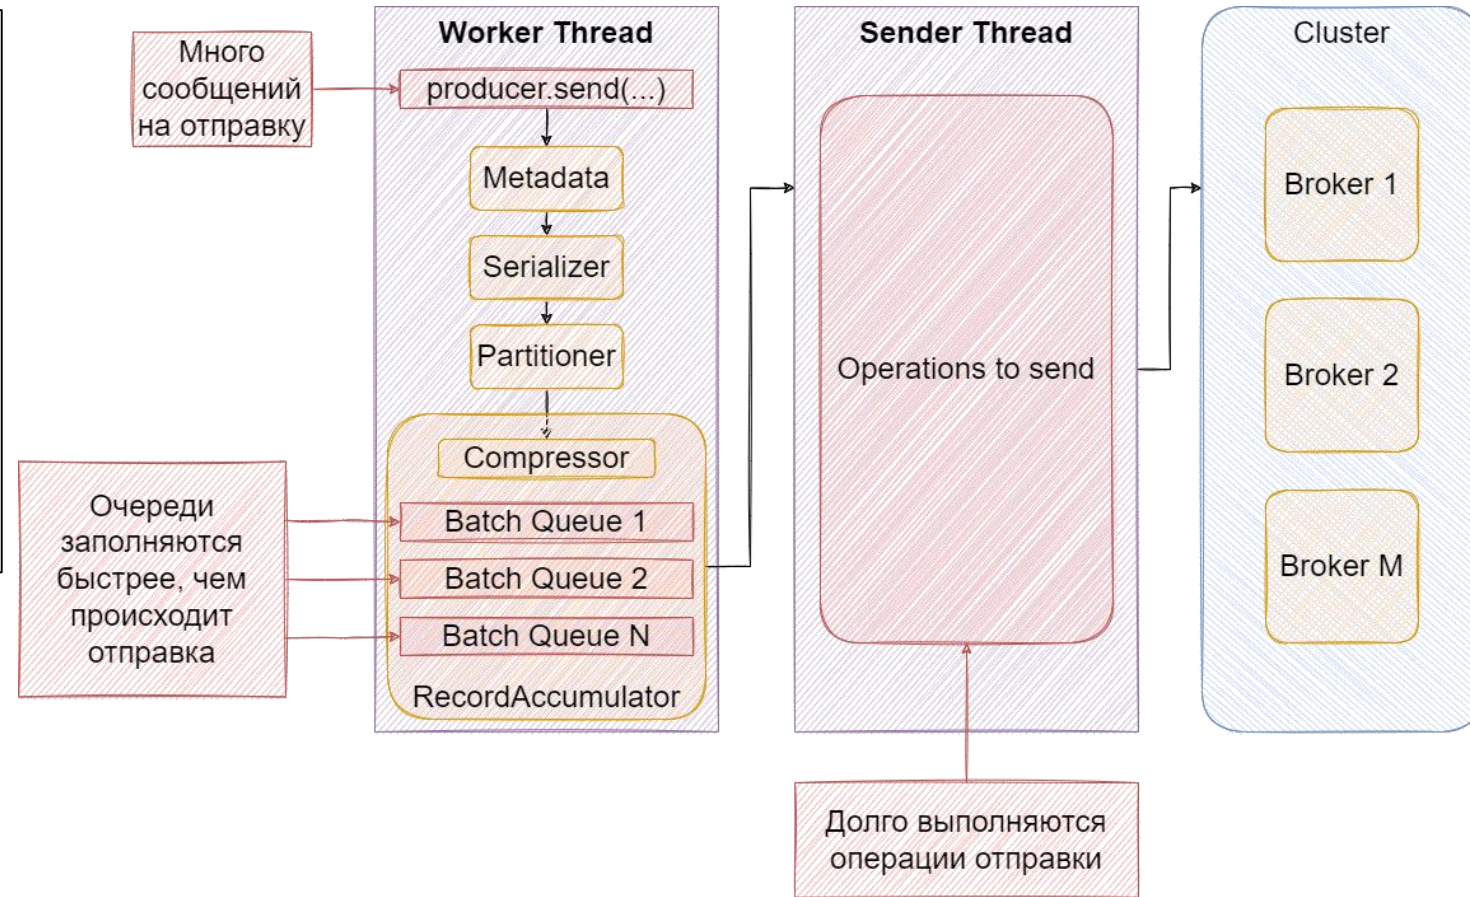 Много
сообщений
на отправку
Worker Thread
producer.send(...)
Metadata
Serializer
Partitioner
Compressor
Batch Queue 1
Batch Queue 2
Batch Queue N
RecordAccumulator
Очереди
заполняются
быстрее, чем
происходит
отправка
Sender Thread
Operations to send
Долго выполняются
операции отправки
Cluster
Broker 1
Broker 2
Broker M